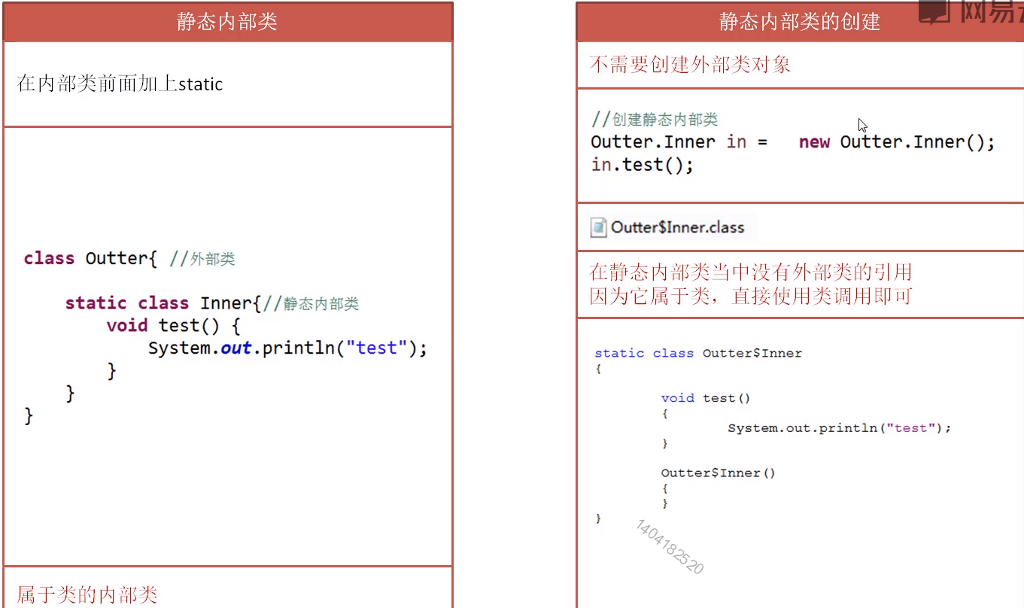 静态内部类
在内部类前面加上static
class Outter{ //外部类
static class Inner{//静态内部类
void test() {
System.out.println("test");
}
}
}
属于类的内部类
静态内部类的创建
网易
不需要创建外部类对象
//创建静态内部类
Outter.Inner in = new Outter.Inner();
in.test();
Outter$Inner.class
在静态内部类当中没有外部类的引用
因为它属于类，直接使用类调用即可
static class Outter$Inner
{
void test()
{
System.out.println("test");
}
Outter$Inner()
{
}
}
1404182520